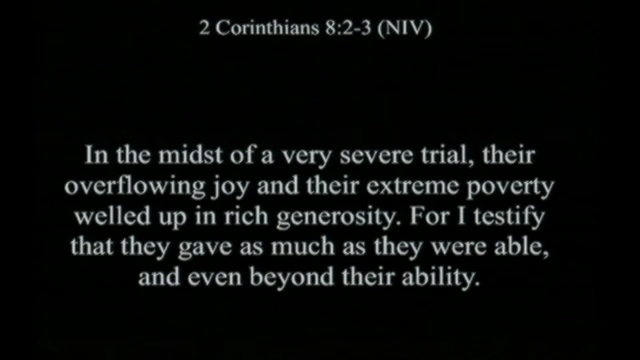 2 Corinthians 8:2-3 (NIV)
In the midst of a very severe trial, their
overflowing joy and their extreme poverty
welled up in rich generosity. For I testify
that they gave as much as they were able,
and even beyond their ability.